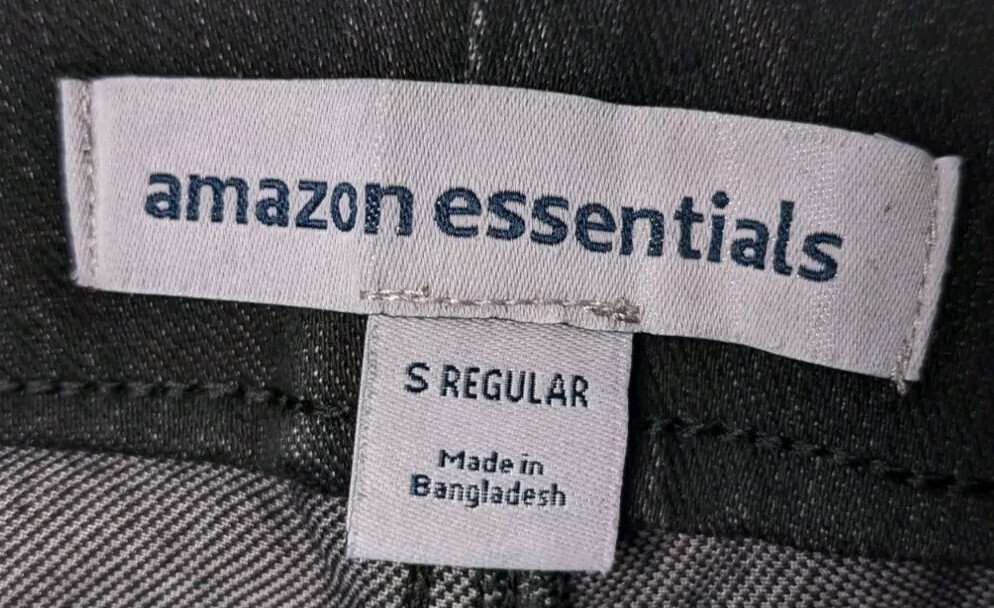 amazon essentials
S REGULAR
Made in
Bangladesh